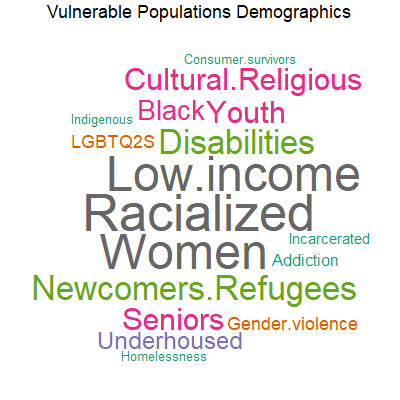 Vulnerable Populations Demographics
Consumer.survivors
Cultural.Religious
Black Youth
Indigenous
LGBTQ2S Disabilities
Low.income
Racialized
Women
Incarcerated
Addiction
Newcomers.Refugees
Seniors
Gender.violence
Underhoused
Homelessness